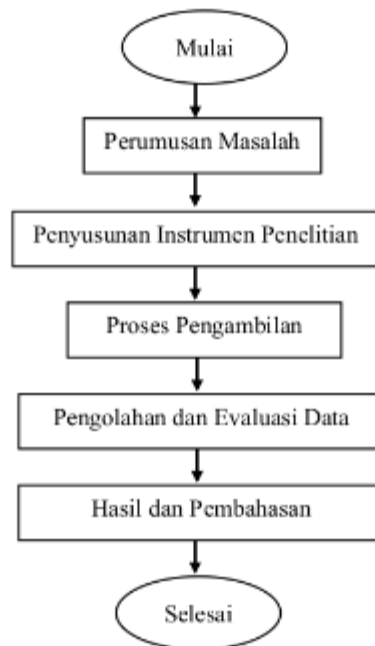 Mulai
Perumusan Masalah
Penyusunan Instrumen Penelitian
Proses Pengambilan
Pengolahan dan Evaluasi Data
Hasil dan Pembahasan
Selesai